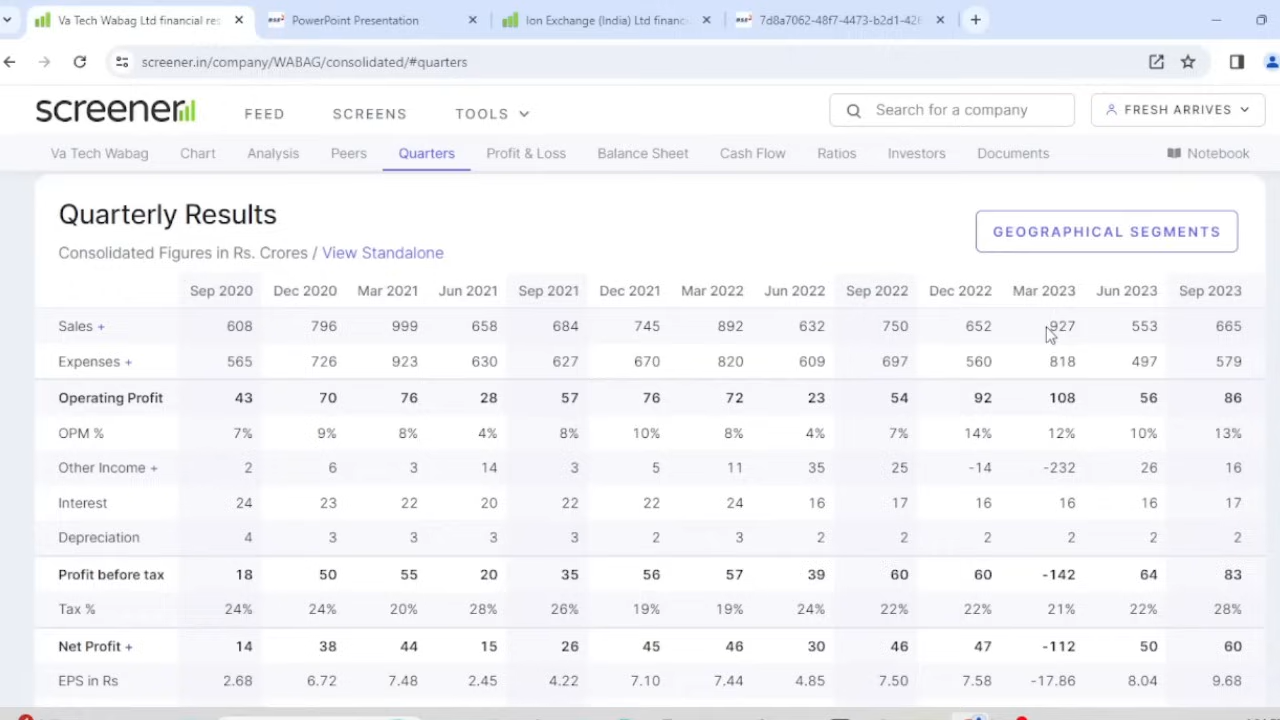 Va Tech Wabag Ltd financial res
PowerPoint Presentation
Ion Exchange (India) Ltd financ
7d8a7062-48f7-4473-b2d1-42
screener.in/company/WABAG/consolidated/#quarters
screener
FEED
SCREENS
TOOLS
Search for a company
FRESH ARRIVES
Va Tech Wabag Chart Analysis Peers Quarters Profit & Loss Balance Sheet Cash Flow Ratios Investors Documents Notebook
Quarterly Results
GEOGRAPHICAL SEGMENTS
Consolidated Figures in Rs. Crores / View Standalone
Sep 2020 Dec 2020 Mar 2021 Jun 2021 Sep 2021 Dec 2021 Mar 2022 Jun 2022 Sep 2022 Dec 2022 Mar 2023 Jun 2023 Sep 2023
Sales + 608 796 999 658 684 745 892 632 750 652 927 553 665
Expenses + 565 726 923 630 627 670 820 609 697 560 818 497 579
Operating Profit 43 70 76 28 57 76 72 23 54 92 108 56 86
OPM % 7% 9% 8% 4% 8% 10% 8% 4% 7% 14% 12% 10% 13%
Other Income + 2 6 3 14 3 5 11 35 25 -14 -232 26 16
Interest 24 23 22 20 22 22 24 16 17 16 16 16 17
Depreciation 4 3 3 3 3 2 3 2 2 2 2 2 2
Profit before tax 18 50 55 20 35 56 57 39 60 60 -142 64 83
Tax % 24% 24% 20% 28% 26% 19% 19% 24% 22% 22% 21% 22% 28%
Net Profit + 14 38 44 15 26 45 46 30 46 47 -112 50 60
EPS in Rs 2.68 6.72 7.48 2.45 4.22 7.10 7.44 4.85 7.50 7.58 -17.86 8.04 9.68